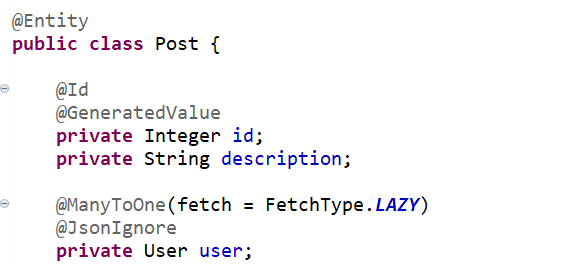 @Entity
public class Post {
@Id
@GeneratedValue
private Integer id;
private String description;
@ManyToOne(fetch = FetchType.LAZY)
@JsonIgnore
private User user;